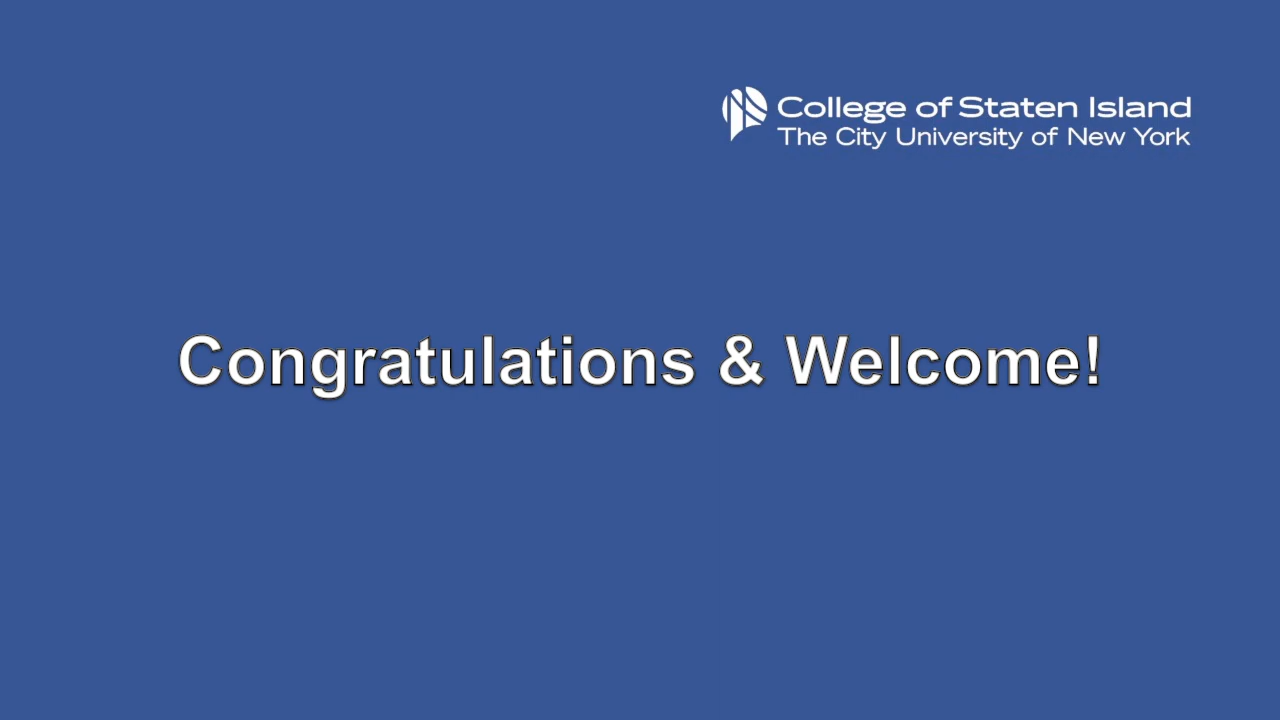 College of Staten Island
The City University of New York
Congratulations & Welcome!